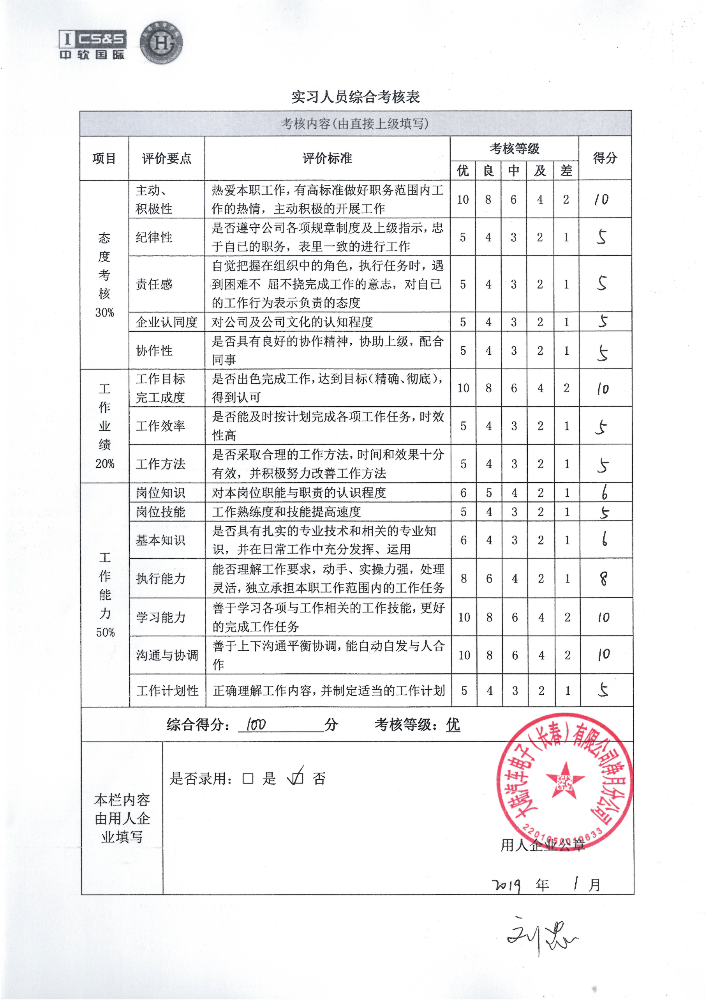 I CS&S
中软国际
长春光华学院
实习人员综合考核表
考核内容(由直接上级填写)
项目 评价要点 评价标准 考核等级 得分
优 良 中 及 差
态度考核 30%
主动、
积极性
热爱本职工作，有高标准做好职务范围内工
作的热情，主动积极的开展工作
10 8 6 4 2 10
纪律性
是否遵守公司各项规章制度及上级指示，忠
于自己的职务，表里一致的进行工作
5 4 3 2 1 5
责任感
自觉把握在组织中的角色，执行任务时，遇
到困难不 屈不挠完成工作的意志，对自己
的工作行为表示负责的态度
5 4 3 2 1 5
企业认同度 对公司及公司文化的认知程度 5 4 3 2 1 5
协作性
是否具有良好的协作精神，协助上级，配合
同事
5 4 3 2 1 5
工作业绩 20%
工作目标
完工成度
是否出色完成工作，达到目标（精确、彻底），
得到认可
10 8 6 4 2 10
工作效率
是否能及时按计划完成各项工作任务，时效
性高
5 4 3 2 1 5
工作方法
是否采取合理的工作方法，时间和效果十分
有效，并积极努力改善工作方法
5 4 3 2 1 5
工作能力 50%
岗位知识 对本岗位职能与职责的认识程度 6 5 4 2 1 6
岗位技能 工作熟练度和技能提高速度 5 4 3 2 1 5
基本知识
是否具有扎实的专业技术和相关的专业知
识，并在日常工作中充分发挥、运用
6 4 3 2 1 6
执行能力
能否理解工作要求，动手、实操力强，处理
灵活，独立承担本职工作范围内的工作任务
8 6 4 2 1 8
学习能力
善于学习各项与工作相关的工作技能，更好
的完成工作任务
10 8 6 4 2 10
沟通与协调
善于上下沟通平衡协调，能自动自发与人合
作
10 8 6 4 2 10
工作计划性 正确理解工作内容，并制定适当的工作计划 5 4 3 2 1 5
综合得分：100 分 考核等级：优
本栏内容
由用人企
业填写
是否录用：□ 是 ☑ 否
大陆汽车电子（长春）有限公司净月分公司
2201050010633
用人企业公章
2019 年 1 月